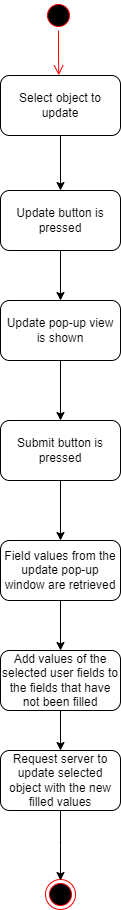 Select object to
update
Update button is
pressed
Update pop-up view
is shown
Submit button is
pressed
Field values from the
update pop-up
window are retrieved
Add values of the
selected user fields to
the fields that have
not been filled
Request server to
update selected
object with the new
filled values